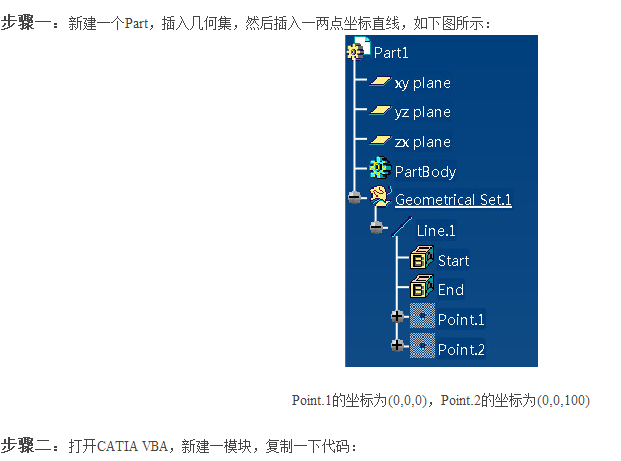 步骤一：新建一个Part，插入几何集，然后插入一两点坐标直线，如下图所示：
Part1
xy plane
yz plane
zx plane
PartBody
Geometrical Set.1
Line.1
Start
End
Point.1
Point.2
Point.1的坐标为(0,0,0)，Point.2的坐标为(0,0,100)
步骤二：打开CATIA VBA，新建一模块，复制一下代码：